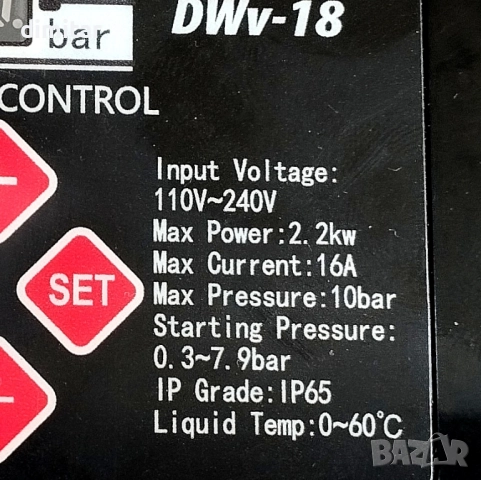 DWv-18
bar
CONTROL
Input Voltage:
110V~240V
Max Power:2.2kw
Max Current:16A
SET
Max Pressure:10bar
Starting Pressure:
0.3~7.9bar
IP Grade:IP65
Liquid Temp:0~60℃
BAZAR